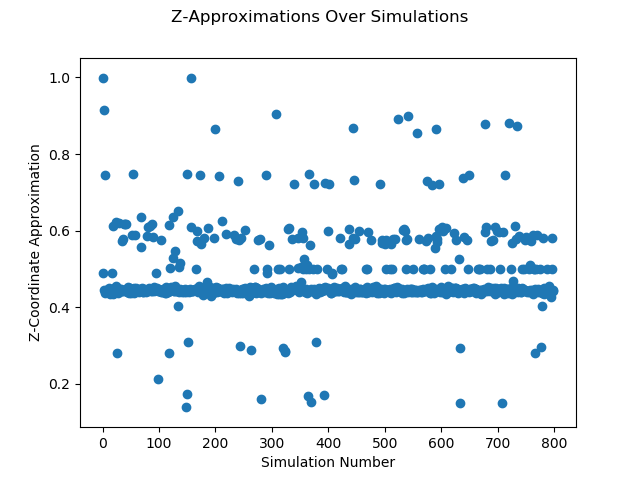 Z-Approximations Over Simulations
1.0
0.8
0.6
0.4
0.2
Z-Coordinate Approximation
0 100 200 300 400 500 600 700 800
Simulation Number